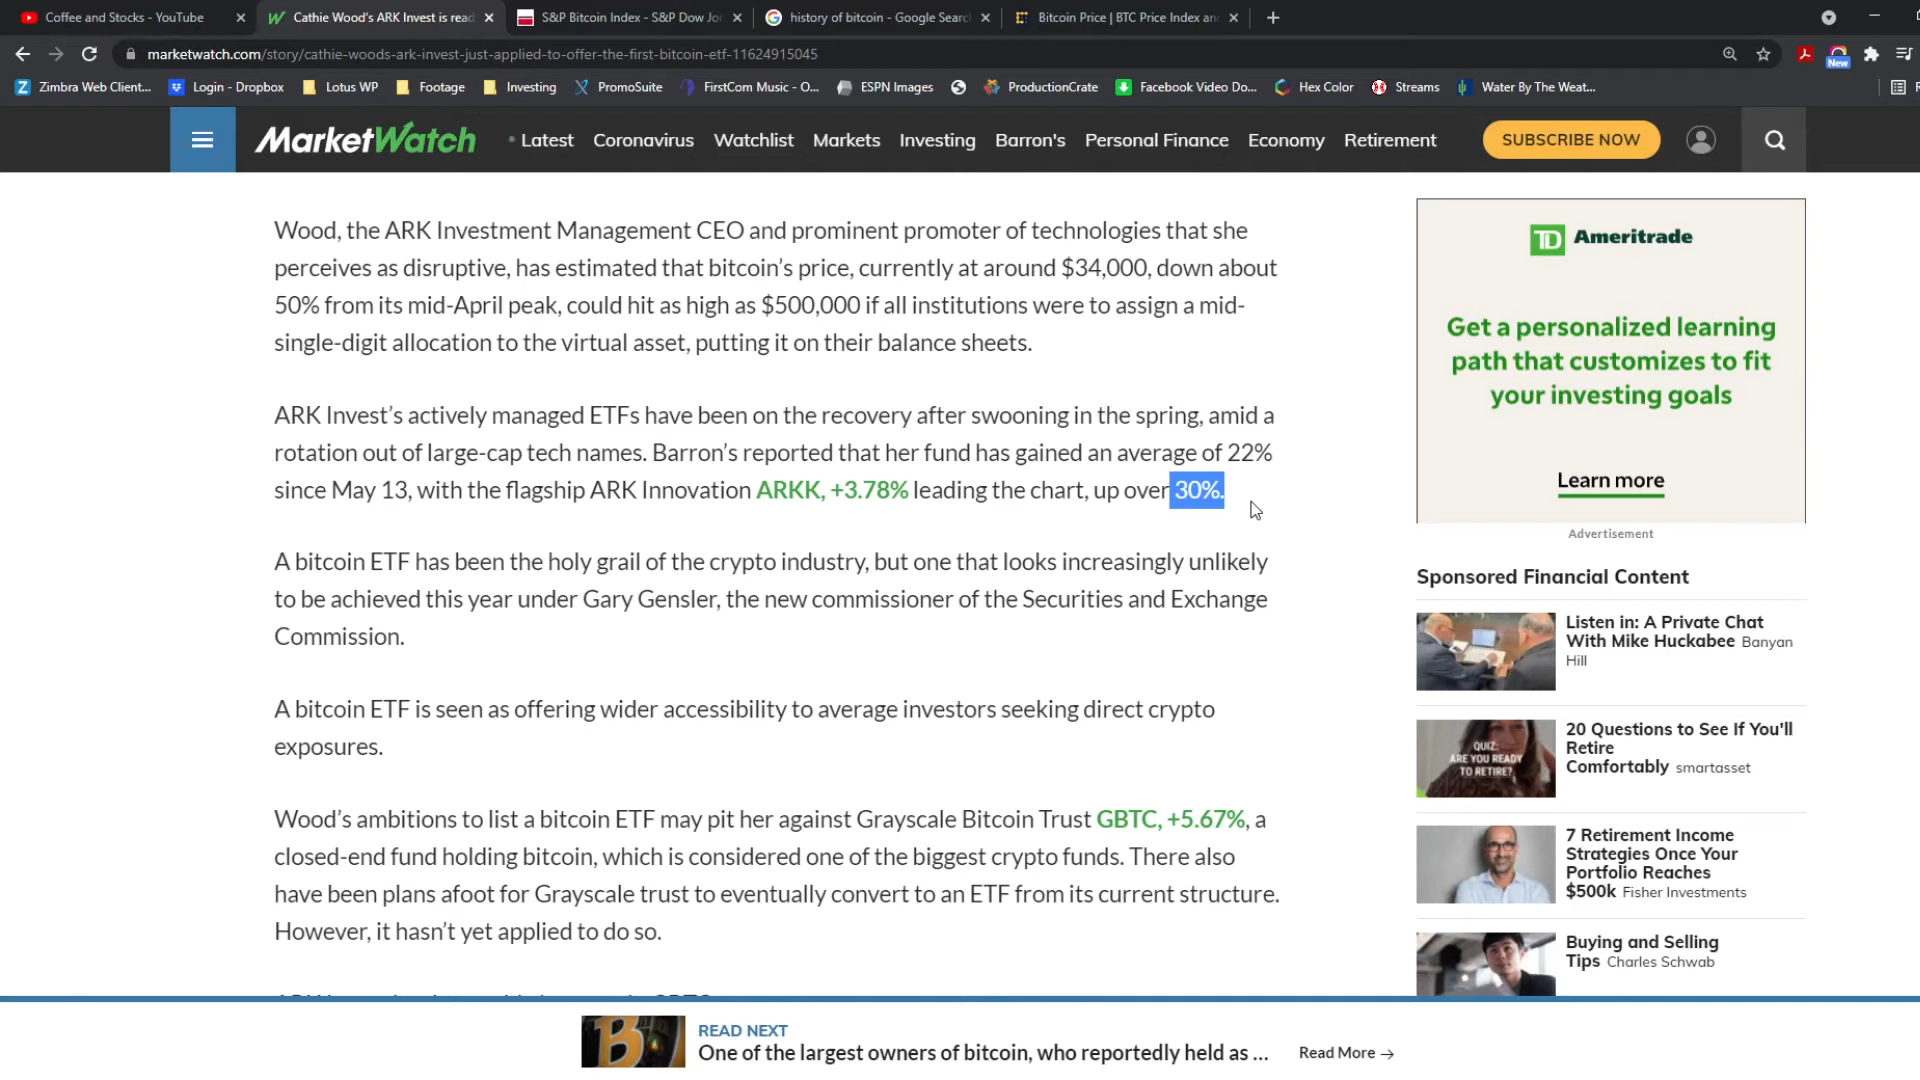 Coffee and Stocks - YouTube
Cathie Wood's ARK Invest is read
S&P Bitcoin Index - S&P Dow Jon
history of bitcoin - Google Search
Bitcoin Price | BTC Price Index and
marketwatch.com/story/cathie-woods-ark-invest-just-applied-to-offer-the-first-bitcoin-etf-11624915045
New
Zimbra Web Client...
Login - Dropbox
Lotus WP
Footage
Investing
PromoSuite
FirstCom Music - O...
ESPN Images
ProductionCrate
Facebook Video Do...
Hex Color
Streams
Water By The Weat...
MarketWatch
Latest
Coronavirus
Watchlist
Markets
Investing
Barron's
Personal Finance
Economy
Retirement
SUBSCRIBE NOW
Wood, the ARK Investment Management CEO and prominent promoter of technologies that she
perceives as disruptive, has estimated that bitcoin's price, currently at around $34,000, down about
50% from its mid-April peak, could hit as high as $500,000 if all institutions were to assign a mid-
single-digit allocation to the virtual asset, putting it on their balance sheets.
ARK Invest's actively managed ETFs have been on the recovery after swooning in the spring, amid a
rotation out of large-cap tech names. Barron's reported that her fund has gained an average of 22%
since May 13, with the flagship ARK Innovation ARKK, +3.78% leading the chart, up over 30%.
A bitcoin ETF has been the holy grail of the crypto industry, but one that looks increasingly unlikely
to be achieved this year under Gary Gensler, the new commissioner of the Securities and Exchange
Commission.
A bitcoin ETF is seen as offering wider accessibility to average investors seeking direct crypto
exposures.
Wood's ambitions to list a bitcoin ETF may pit her against Grayscale Bitcoin Trust GBTC, +5.67%, a
closed-end fund holding bitcoin, which is considered one of the biggest crypto funds. There also
have been plans afoot for Grayscale trust to eventually convert to an ETF from its current structure.
However, it hasn't yet applied to do so.
TD Ameritrade
Get a personalized learning
path that customizes to fit
your investing goals
Learn more
Advertisement
Sponsored Financial Content
Listen in: A Private Chat
With Mike Huckabee Banyan
Hill
QUIZ:
ARE YOU READY
TO RETIRE?
20 Questions to See If You'll
Retire
Comfortably smartasset
7 Retirement Income
Strategies Once Your
Portfolio Reaches
$500k Fisher Investments
Buying and Selling
Tips Charles Schwab
READ NEXT
One of the largest owners of bitcoin, who reportedly held as ...
Read More →